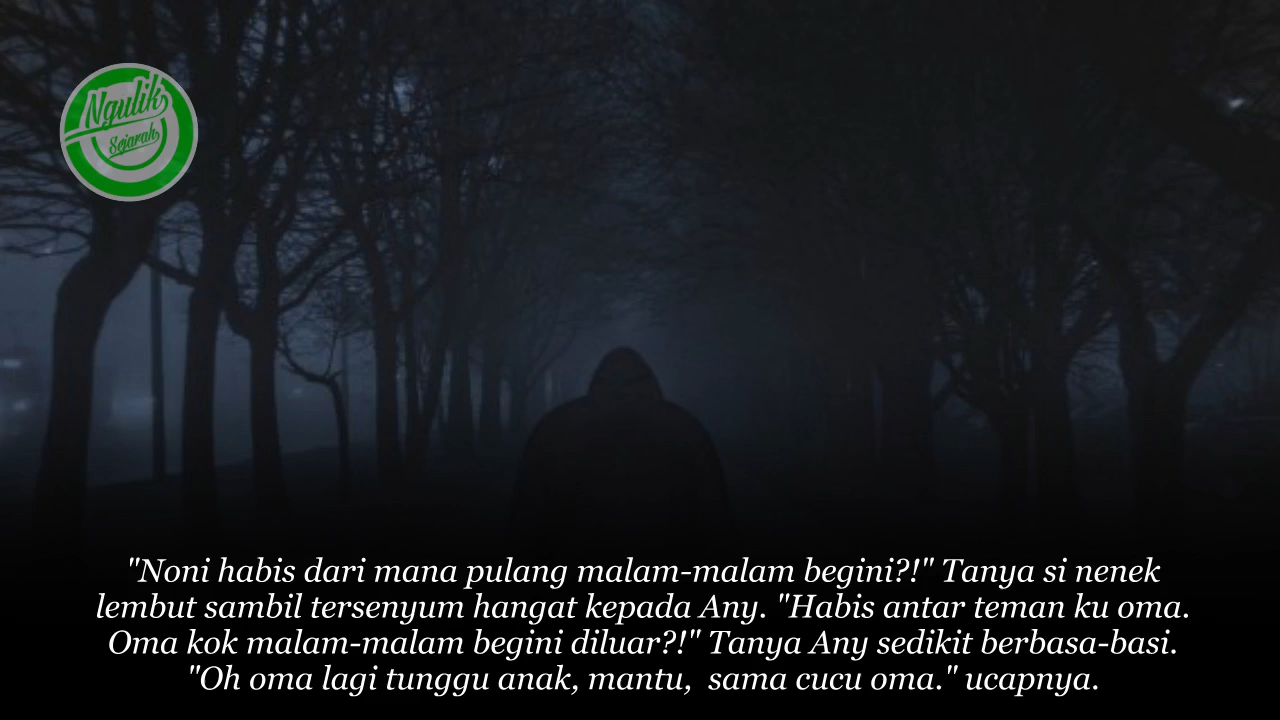 Ngulik
Sejarah
"Noni habis dari mana pulang malam-malam begini?!" Tanya si nenek
lembut sambil tersenyum hangat kepada Any. "Habis antar teman ku oma.
Oma kok malam-malam begini diluar?!" Tanya Any sedikit berbasa-basi.
"Oh oma lagi tunggu anak, mantu,  sama cucu oma." ucapnya.